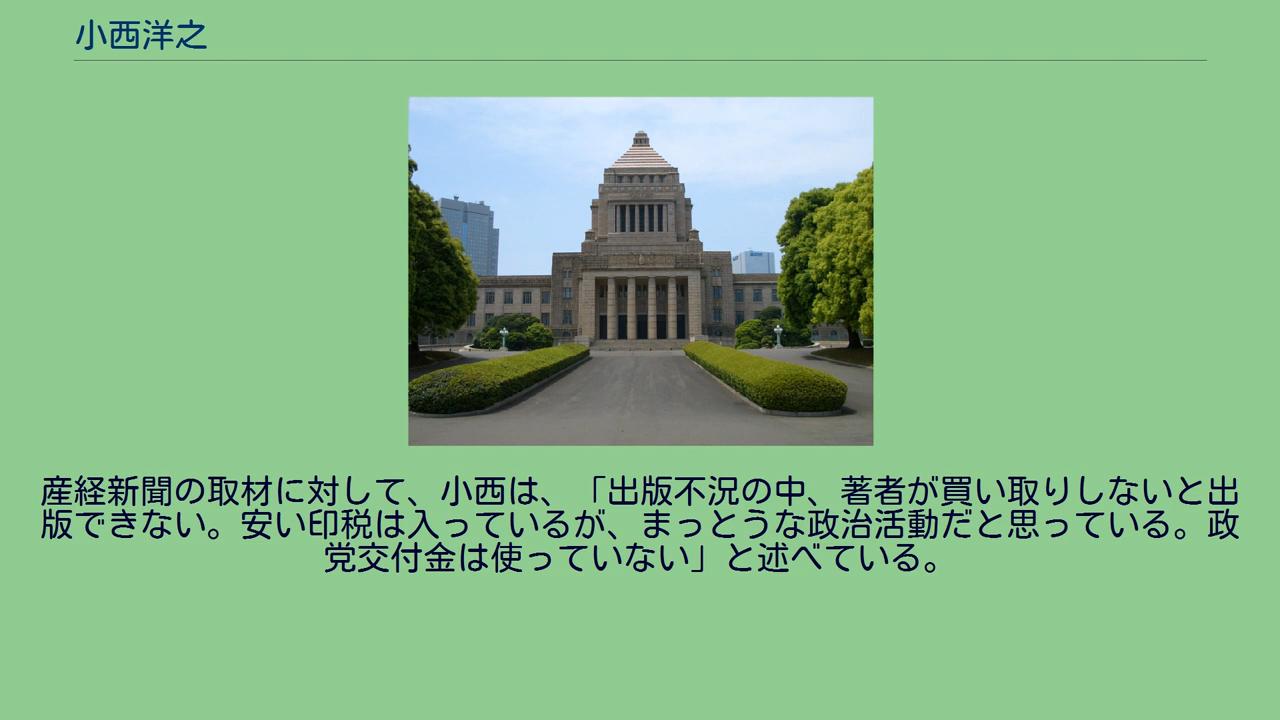 小西洋之
産経新聞の取材に対して、小西は、「出版不況の中、著者が買い取りしないと出
版できない。安い印税は入っているが、まっとうな政治活動だと思っている。政
党交付金は使っていない」と述べている。